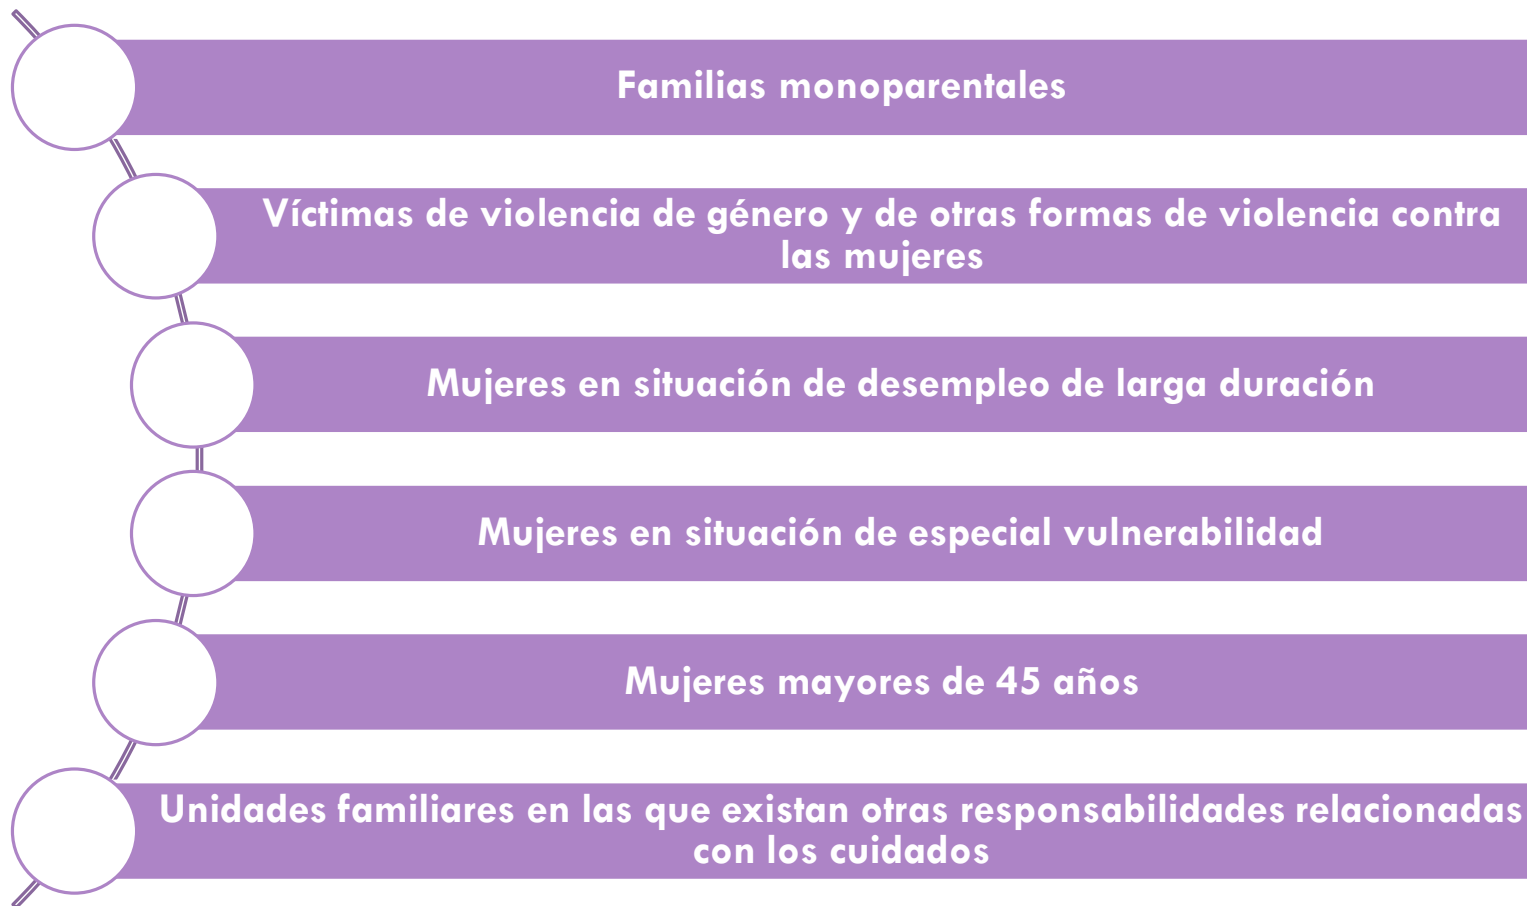 Familias monoparentales
Víctimas de violencia de género y de otras formas de violencia contra
las mujeres
Mujeres en situación de desempleo de larga duración
Mujeres en situación de especial vulnerabilidad
Mujeres mayores de 45 años
Unidades familiares en las que existan otras responsabilidades relacionadas
con los cuidados